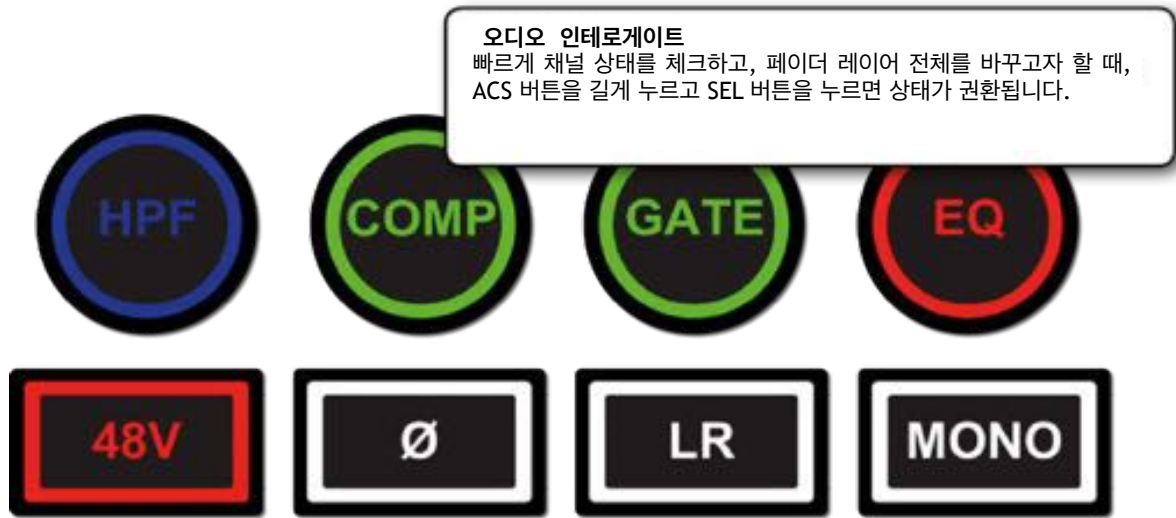 오디오 인테로게이트
빠르게 채널 상태를 체크하고, 페이더 레이어 전체를 바꾸고자 할 때,
ACS 버튼을 길게 누르고 SEL 버튼을 누르면 상태가 권환됩니다.
HPF COMP GATE EQ
48V Ø LR MONO